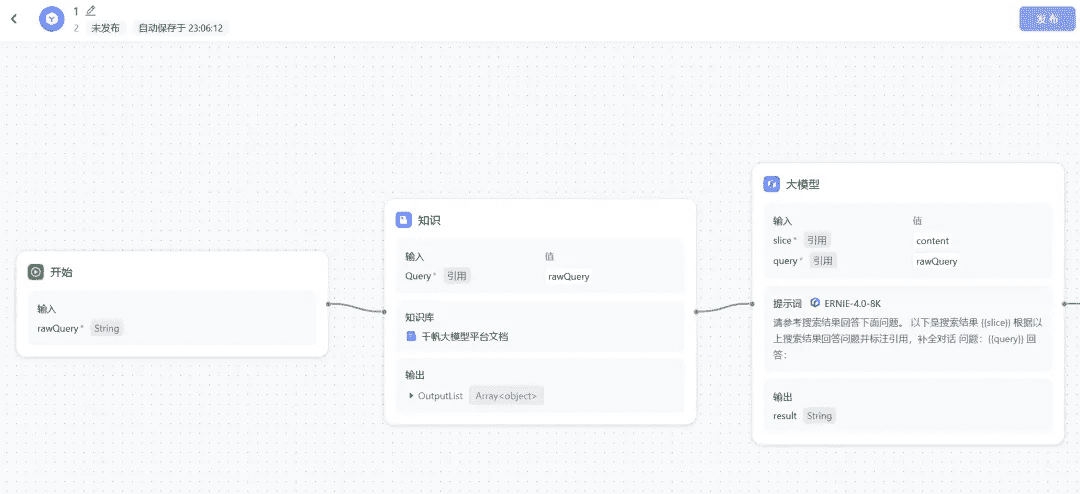 1
2 未发布 自动保存于 23:06:12
发布
开始
输入
rawQuery* String
知识
输入 值
Query* 引用 rawQuery
知识库
千帆大模型平台文档
输出
OutputList Array<object>
大模型
输入 值
slice* 引用 content
query* 引用 rawQuery
提示词 ERNIE-4.0-8K
请参考搜索结果回答下面问题。 以下是搜索结果 {{slice}} 根据以
上搜索结果回答问题并标注引用，补全对话 问题：{{query}} 回
答：
输出
result String